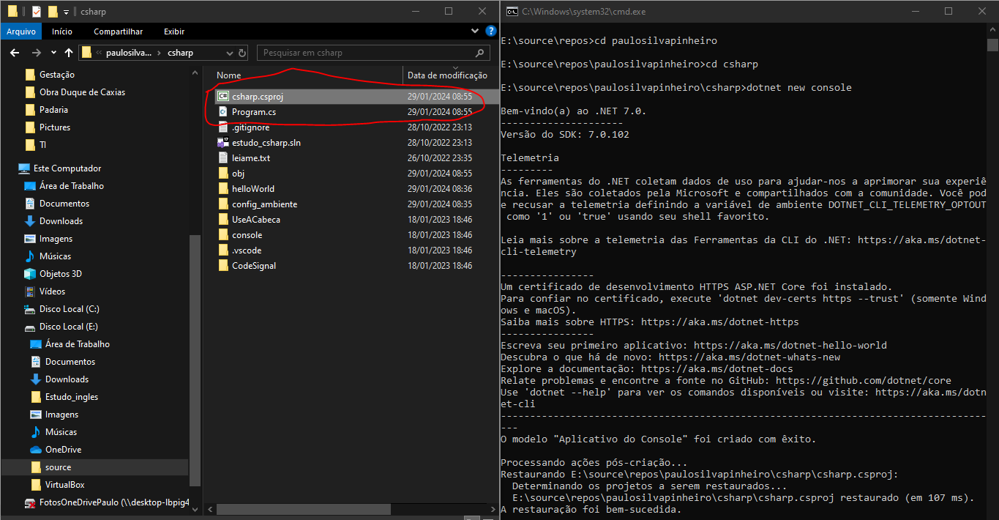 csharp
Arquivo
Início
Compartilhar
Exibir
paulosilva...
csharp
Pesquisar em csharp
Gestação
Obra Duque de Caxias
Padaria
Pictures
TI
Este Computador
Área de Trabalho
Documentos
Downloads
Imagens
Músicas
Objetos 3D
Vídeos
Disco Local (C:)
Disco Local (E:)
Área de Trabalho
Documentos
Downloads
Estudo_ingles
Imagens
Músicas
OneDrive
source
VirtualBox
FotosOneDrivePaulo (\\desktop-lbpig4
Nome Data de modificação
csharp.csproj 29/01/2024 08:55
Program.cs 29/01/2024 08:55
.gitignore 28/10/2022 23:13
estudo_csharp.sln 28/10/2022 23:13
leiame.txt 26/10/2022 23:35
obj 29/01/2024 08:55
helloWorld 29/01/2024 08:36
config_ambiente 29/01/2024 08:35
UseACabeca 18/01/2023 18:46
console 18/01/2023 18:46
.vscode 18/01/2023 18:46
CodeSignal 18/01/2023 18:46
C:\Windows\system32\cmd.exe
E:\source\repos>cd paulosilvapinheiro
E:\source\repos\paulosilvapinheiro>cd csharp
E:\source\repos\paulosilvapinheiro\csharp>dotnet new console
Bem-vindo(a) ao .NET 7.0.
---------------------
Versão do SDK: 7.0.102
Telemetria
---------
As ferramentas do .NET coletam dados de uso para ajudar-nos a aprimorar sua experiê
ncia. Eles são coletados pela Microsoft e compartilhados com a comunidade. Você pod
e recusar a telemetria definindo a variável de ambiente DOTNET_CLI_TELEMETRY_OPTOUT
como '1' ou 'true' usando seu shell favorito.
Leia mais sobre a telemetria das Ferramentas da CLI do .NET: https://aka.ms/dotnet-
cli-telemetry
----------------
Um certificado de desenvolvimento HTTPS ASP.NET Core foi instalado.
Para confiar no certificado, execute 'dotnet dev-certs https --trust' (somente Wind
ows e macOS).
Saiba mais sobre HTTPS: https://aka.ms/dotnet-https
----------------
Escreva seu primeiro aplicativo: https://aka.ms/dotnet-hello-world
Descubra o que há de novo: https://aka.ms/dotnet-whats-new
Explore a documentação: https://aka.ms/dotnet-docs
Relate problemas e encontre a fonte no GitHub: https://github.com/dotnet/core
Use 'dotnet --help' para ver os comandos disponíveis ou visite: https://aka.ms/dotn
et-cli
-----------------------------------------------------------------------------------
---
O modelo "Aplicativo do Console" foi criado com êxito.
Processando ações pós-criação...
Restaurando E:\source\repos\paulosilvapinheiro\csharp\csharp.csproj:
Determinando os projetos a serem restaurados...
E:\source\repos\paulosilvapinheiro\csharp\csharp.csproj restaurado (em 107 ms).
A restauração foi bem-sucedida.